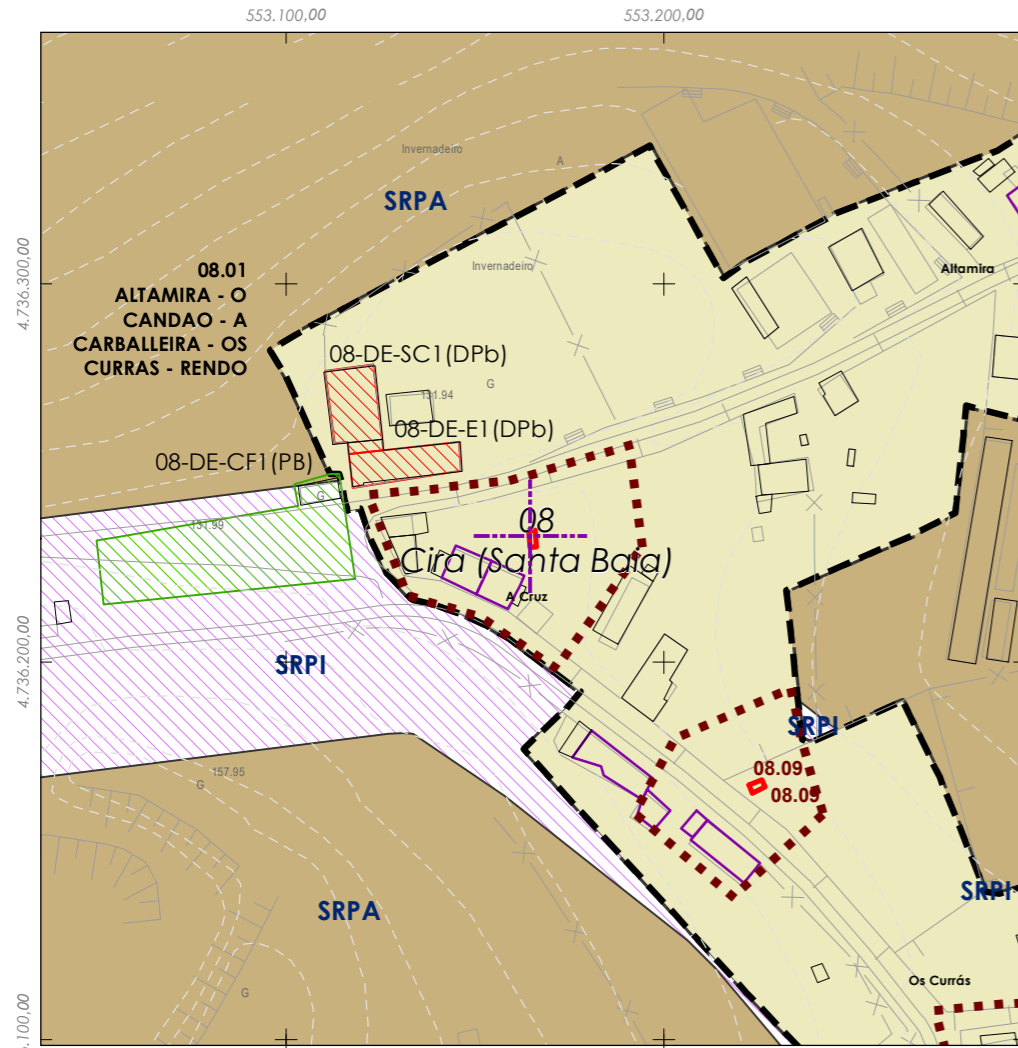 553.100,00
553.200,00
4.736.300,00
4.736.200,00
.100,00
Invernadeiro
A
SRPA
Invernadeiro
08.01
ALTAMIRA - O
CANDAO - A
CARBALLEIRA - OS
CURRAS - RENDO
Altamira
08-DE-SC1(DPb)
G
131.94
08-DE-E1(DPb)
08-DE-CF1(PB)
G
131.99
08
Cira (Santa Baia)
A Cruz
SRPI
SRPI
157.95
G
08.09
08.09
SRPA
SRPI
Os Currás
G